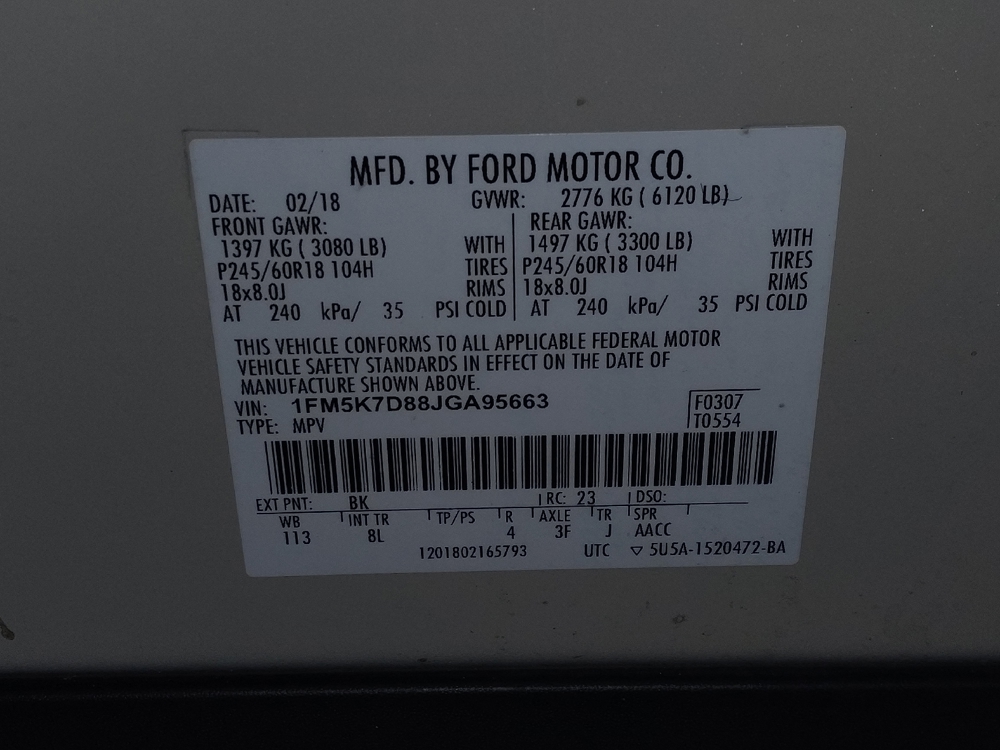 MFD. BY FORD MOTOR CO.
DATE: 02/18 GVWR: 2776 KG ( 6120 LB)
FRONT GAWR: REAR GAWR:
1397 KG ( 3080 LB) WITH 1497 KG ( 3300 LB) WITH
P245/60R18 104H TIRES P245/60R18 104H TIRES
18x8.0J RIMS 18x8.0J RIMS
AT 240 kPa/ 35 PSI COLD AT 240 kPa/ 35 PSI COLD
THIS VEHICLE CONFORMS TO ALL APPLICABLE FEDERAL MOTOR
VEHICLE SAFETY STANDARDS IN EFFECT ON THE DATE OF
MANUFACTURE SHOWN ABOVE.
VIN: 1FM5K7D88JGA95663 F0307
TYPE: MPV T0554
EXT PNT: BK RC: 23 DSO:
WB INT TR TP/PS R AXLE TR SPR
113 8L 4 3F J AACC
1201802165793 UTC ▽ 5U5A-1520472-BA